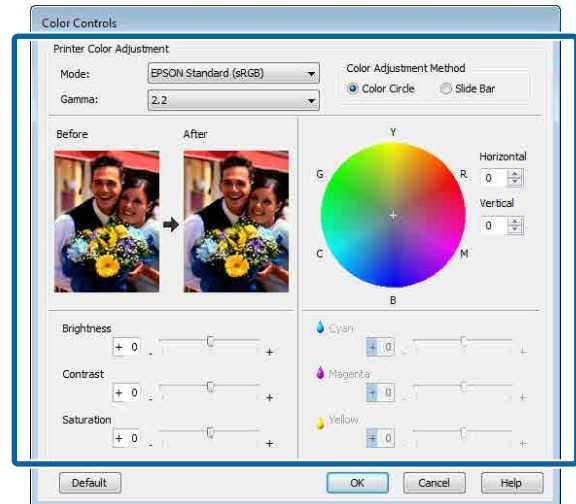 Color Controls
Printer Color Adjustment
Mode: EPSON Standard (sRGB)
Gamma: 2.2
Color Adjustment Method
Color Circle Slide Bar
Before After
Y
G R
C M
B
Horizontal
0
Vertical
0
Brightness
+ 0 - +
Contrast
+ 0 - +
Saturation
+ 0 - +
Cyan
+ 0 - +
Magenta
+ 0 - +
Yellow
+ 0 - +
Default OK Cancel Help